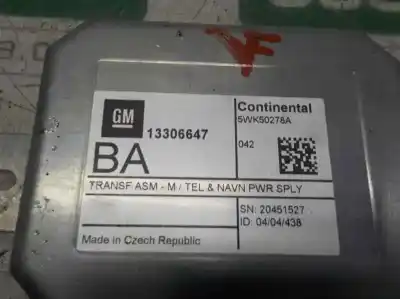 GM
13306647
BA
Continental
5WK50278A
042
TRANSF ASM - M / TEL & NAVN PWR SPLY
SN: 20451527
ID: 04/04/438
Made in Czech Republic